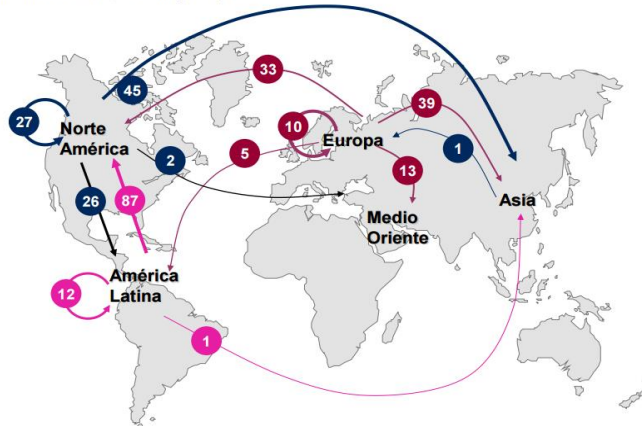 33
45
39
27
Norte
América
10
Europa
1
2
5
13
26
87
Asia
Medio
Oriente
América
Latina
12
1